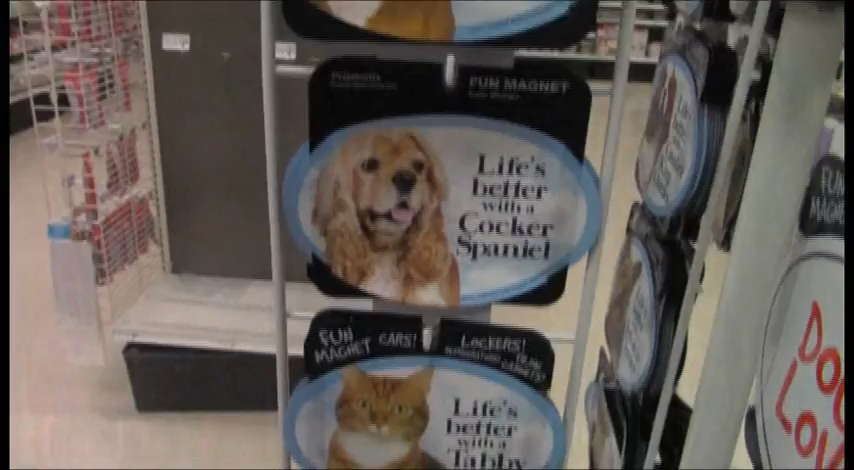 FUN MAGNET
Life's
better
with a
Cocker
Spaniel
FUN
MAGNET
CARS!
LOCKERS!
Life's
better
with a
Tabby
FUN
MAG
DOG
LOV